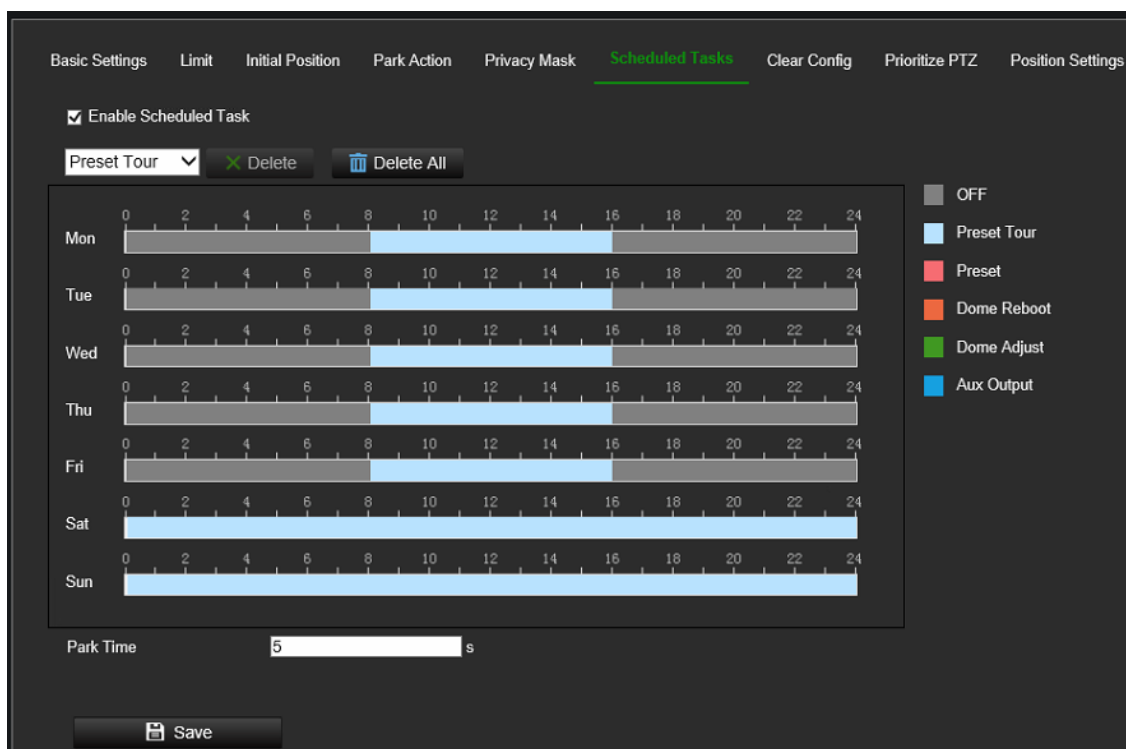 Basic Settings Limit Initial Position Park Action Privacy Mask Scheduled Tasks Clear Config Prioritize PTZ Position Settings
Enable Scheduled Task
Preset Tour Delete Delete All
0 2 4 6 8 10 12 14 16 18 20 22 24
Mon
0 2 4 6 8 10 12 14 16 18 20 22 24
Tue
0 2 4 6 8 10 12 14 16 18 20 22 24
Wed
0 2 4 6 8 10 12 14 16 18 20 22 24
Thu
0 2 4 6 8 10 12 14 16 18 20 22 24
Fri
0 2 4 6 8 10 12 14 16 18 20 22 24
Sat
0 2 4 6 8 10 12 14 16 18 20 22 24
Sun
OFF
Preset Tour
Preset
Dome Reboot
Dome Adjust
Aux Output
Park Time 5 s
Save